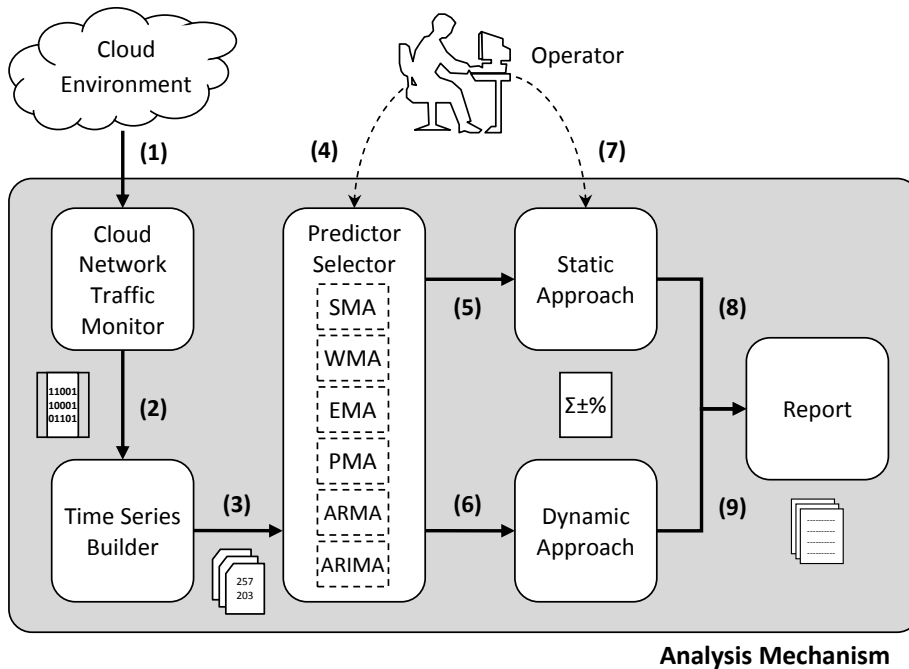 Cloud
Environment
Operator
(1)
(4)
(7)
Cloud
Network
Traffic
Monitor
Predictor
Selector
SMA
WMA
EMA
PMA
ARMA
ARIMA
Static
Approach
(5)
(8)
11001
10001
01101
(2)
Σ±%
Report
Time Series
Builder
(3)
257
203
(6)
Dynamic
Approach
(9)
Analysis Mechanism